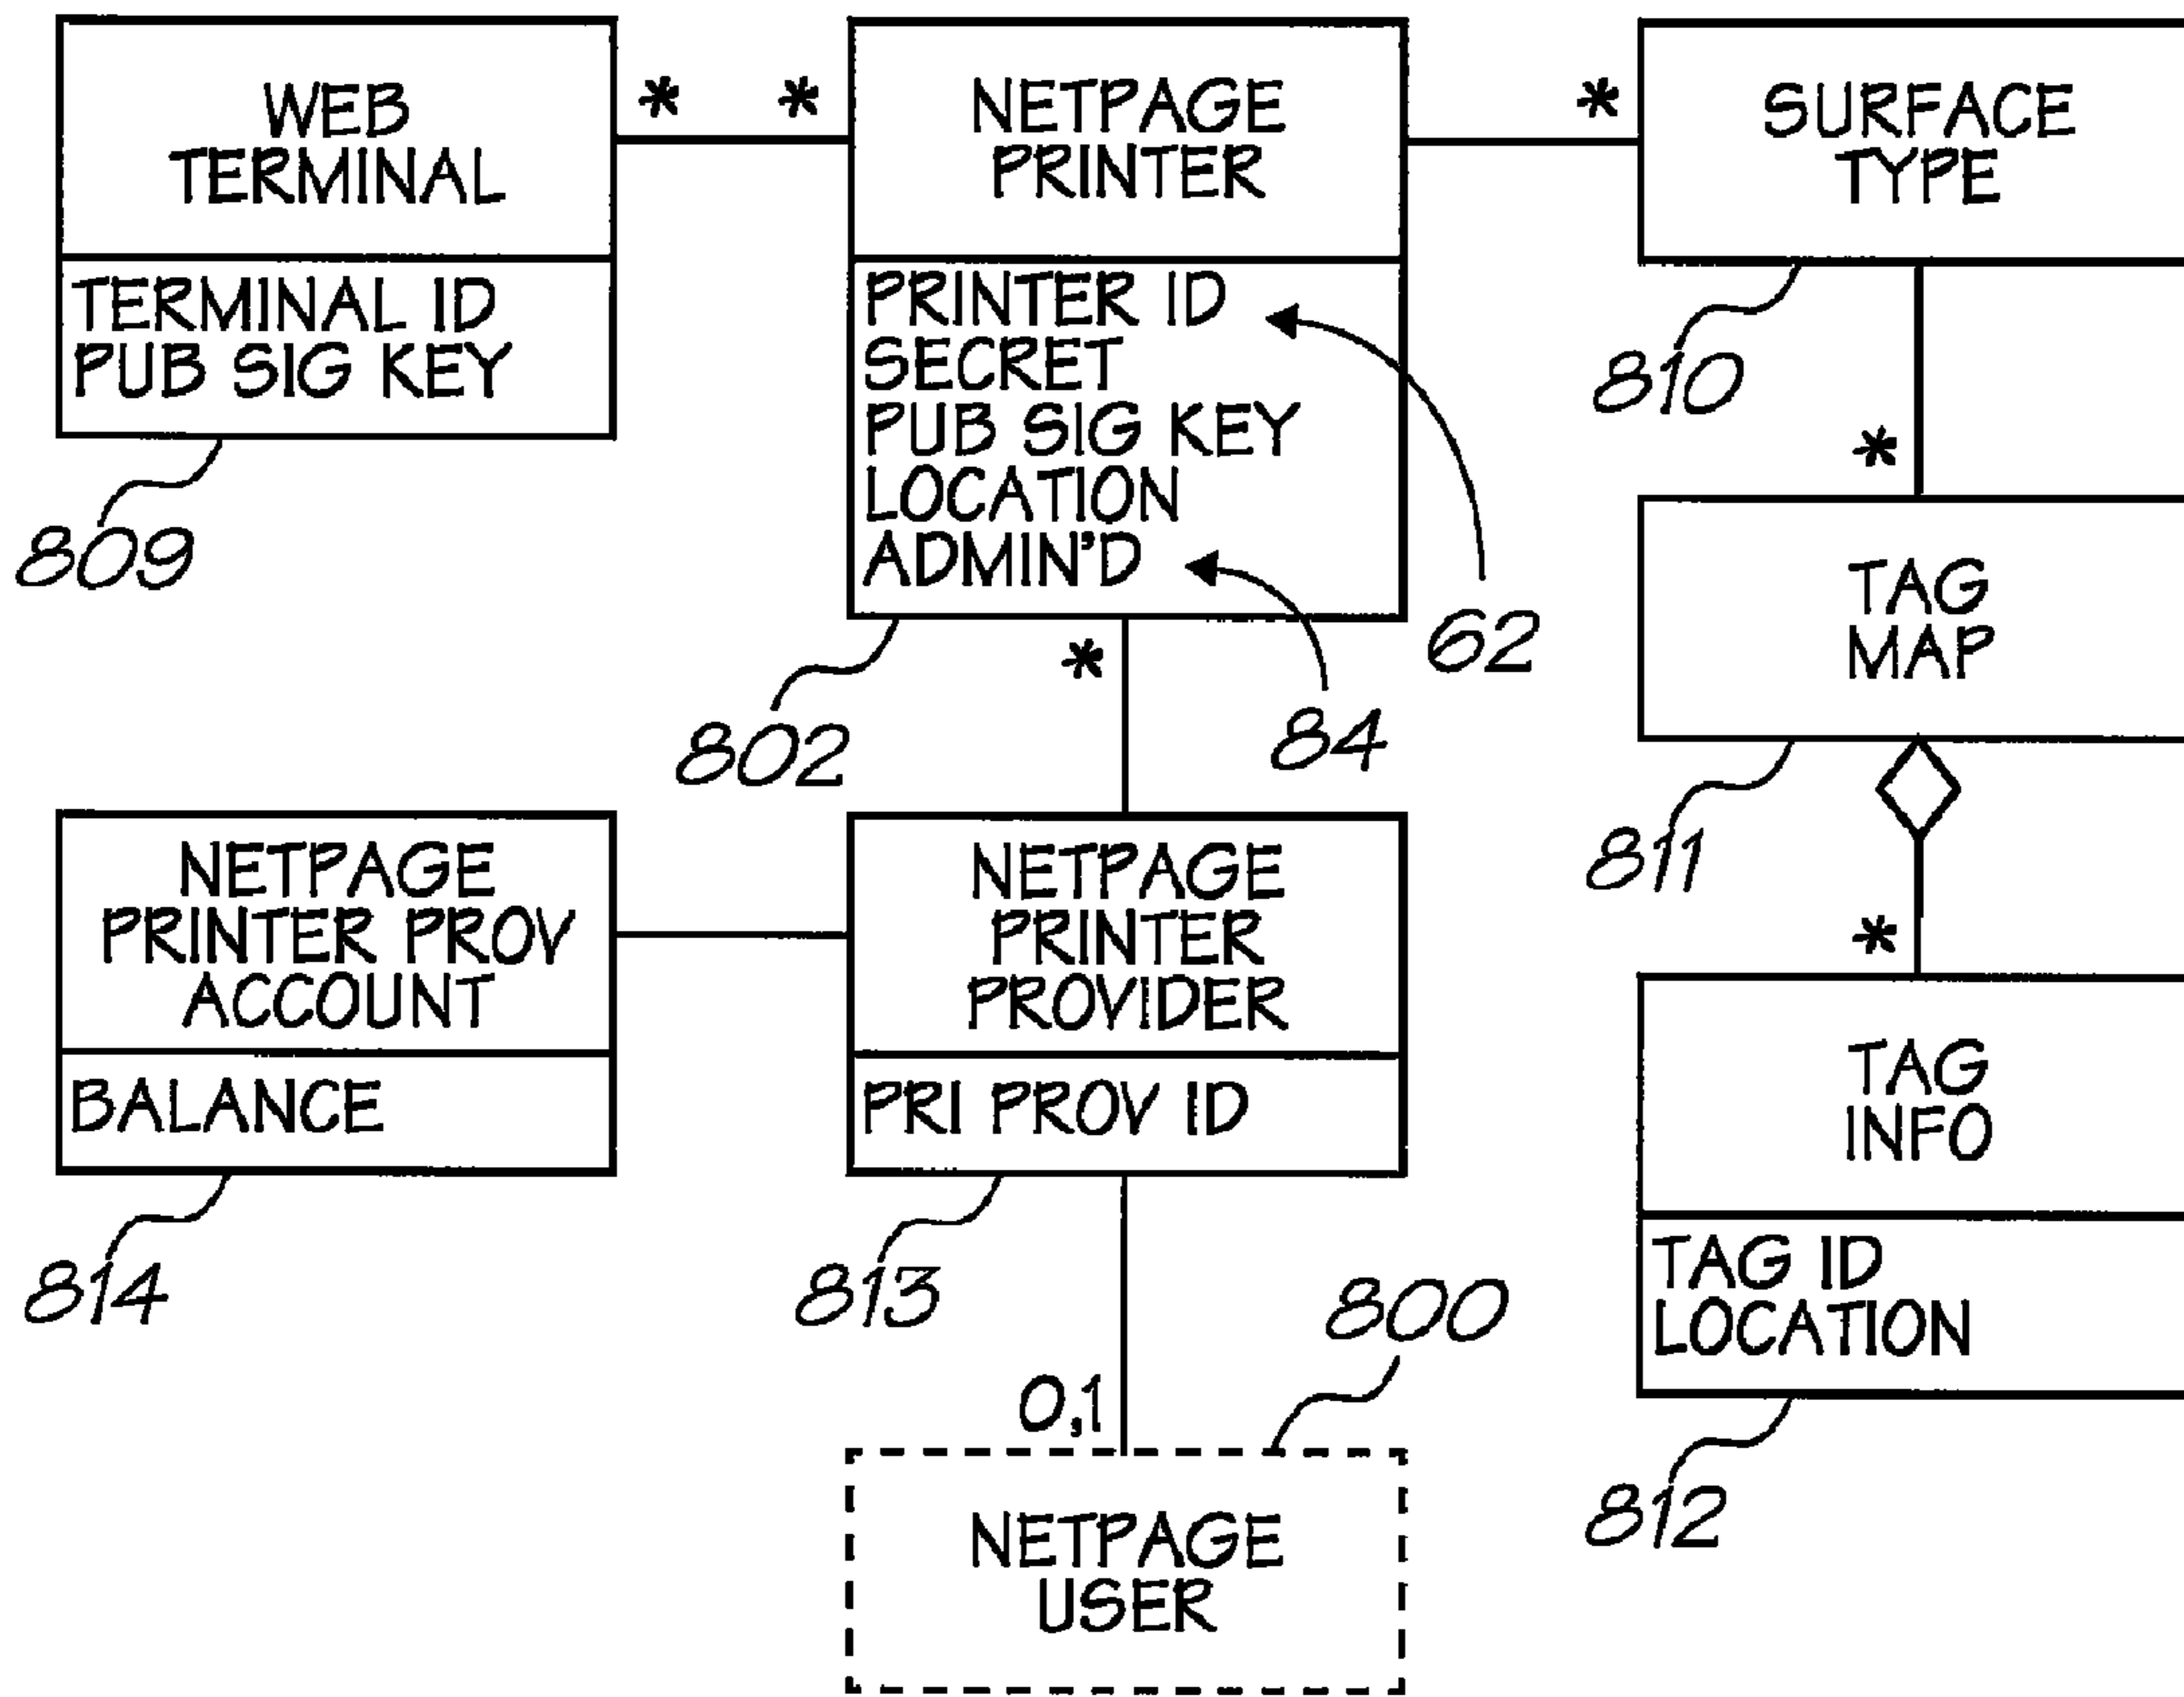 WEB
TERMINAL
TERMINAL ID
PUB SIG KEY
809
*
*
NETPAGE
PRINTER
PRINTER ID
SECRET
PUB SIG KEY
LOCATION
ADMIN'D
62
84
802
*
*
SURFACE
TYPE
810
*
TAG
MAP
811
*
NETPAGE
PRINTER PROV
ACCOUNT
BALANCE
814
NETPAGE
PRINTER
PROVIDER
PRI PROV ID
813
TAG
INFO
TAG ID
LOCATION
812
800
0,1
NETPAGE
USER